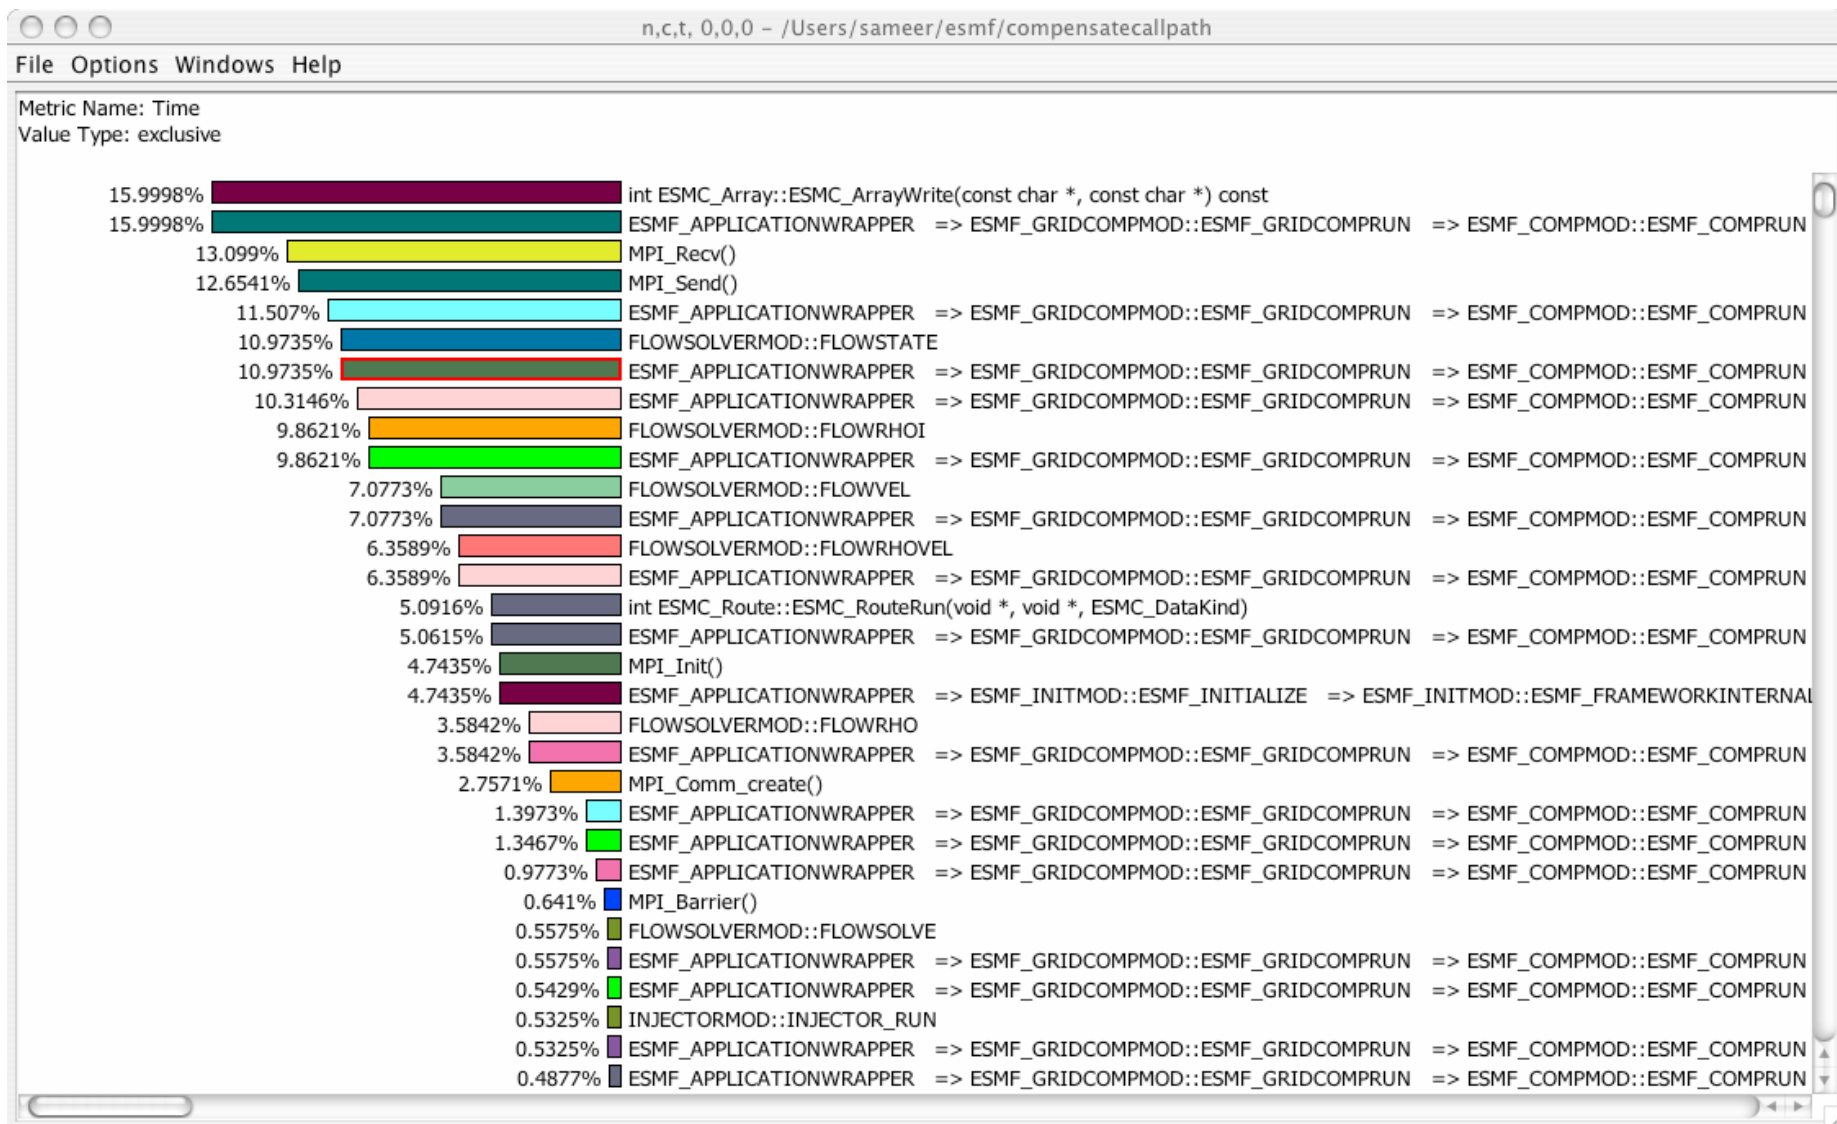 n,c,t, 0,0,0 – /Users/sameer/esmf/compensatecallpath
File Options Windows Help
Metric Name: Time
Value Type: exclusive
15.9998% int ESMC_Array::ESMC_ArrayWrite(const char *, const char *) const
15.9998% ESMF_APPLICATIONWRAPPER => ESMF_GRIDCOMPMOD::ESMF_GRIDCOMPRUN => ESMF_COMPMOD::ESMF_COMPRUN
13.099% MPI_Recv()
12.6541% MPI_Send()
11.507% ESMF_APPLICATIONWRAPPER => ESMF_GRIDCOMPMOD::ESMF_GRIDCOMPRUN => ESMF_COMPMOD::ESMF_COMPRUN
10.9735% FLOWSOLVERMOD::FLOWSTATE
10.9735% ESMF_APPLICATIONWRAPPER => ESMF_GRIDCOMPMOD::ESMF_GRIDCOMPRUN => ESMF_COMPMOD::ESMF_COMPRUN
10.3146% ESMF_APPLICATIONWRAPPER => ESMF_GRIDCOMPMOD::ESMF_GRIDCOMPRUN => ESMF_COMPMOD::ESMF_COMPRUN
9.8621% FLOWSOLVERMOD::FLOWRHOI
9.8621% ESMF_APPLICATIONWRAPPER => ESMF_GRIDCOMPMOD::ESMF_GRIDCOMPRUN => ESMF_COMPMOD::ESMF_COMPRUN
7.0773% FLOWSOLVERMOD::FLOWVEL
7.0773% ESMF_APPLICATIONWRAPPER => ESMF_GRIDCOMPMOD::ESMF_GRIDCOMPRUN => ESMF_COMPMOD::ESMF_COMPRUN
6.3589% FLOWSOLVERMOD::FLOWRHOVEL
6.3589% ESMF_APPLICATIONWRAPPER => ESMF_GRIDCOMPMOD::ESMF_GRIDCOMPRUN => ESMF_COMPMOD::ESMF_COMPRUN
5.0916% int ESMC_Route::ESMC_RouteRun(void *, void *, ESMC_DataKind)
5.0615% ESMF_APPLICATIONWRAPPER => ESMF_GRIDCOMPMOD::ESMF_GRIDCOMPRUN => ESMF_COMPMOD::ESMF_COMPRUN
4.7435% MPI_Init()
4.7435% ESMF_APPLICATIONWRAPPER => ESMF_INITMOD::ESMF_INITIALIZE => ESMF_INITMOD::ESMF_FRAMEWORKINTERNAL
3.5842% FLOWSOLVERMOD::FLOWRHO
3.5842% ESMF_APPLICATIONWRAPPER => ESMF_GRIDCOMPMOD::ESMF_GRIDCOMPRUN => ESMF_COMPMOD::ESMF_COMPRUN
2.7571% MPI_Comm_create()
1.3973% ESMF_APPLICATIONWRAPPER => ESMF_GRIDCOMPMOD::ESMF_GRIDCOMPRUN => ESMF_COMPMOD::ESMF_COMPRUN
1.3467% ESMF_APPLICATIONWRAPPER => ESMF_GRIDCOMPMOD::ESMF_GRIDCOMPRUN => ESMF_COMPMOD::ESMF_COMPRUN
0.9773% ESMF_APPLICATIONWRAPPER => ESMF_GRIDCOMPMOD::ESMF_GRIDCOMPRUN => ESMF_COMPMOD::ESMF_COMPRUN
0.641% MPI_Barrier()
0.5575% FLOWSOLVERMOD::FLOWSOLVE
0.5575% ESMF_APPLICATIONWRAPPER => ESMF_GRIDCOMPMOD::ESMF_GRIDCOMPRUN => ESMF_COMPMOD::ESMF_COMPRUN
0.5429% ESMF_APPLICATIONWRAPPER => ESMF_GRIDCOMPMOD::ESMF_GRIDCOMPRUN => ESMF_COMPMOD::ESMF_COMPRUN
0.5325% INJECTORMOD::INJECTOR_RUN
0.5325% ESMF_APPLICATIONWRAPPER => ESMF_GRIDCOMPMOD::ESMF_GRIDCOMPRUN => ESMF_COMPMOD::ESMF_COMPRUN
0.4877% ESMF_APPLICATIONWRAPPER => ESMF_GRIDCOMPMOD::ESMF_GRIDCOMPRUN => ESMF_COMPMOD::ESMF_COMPRUN